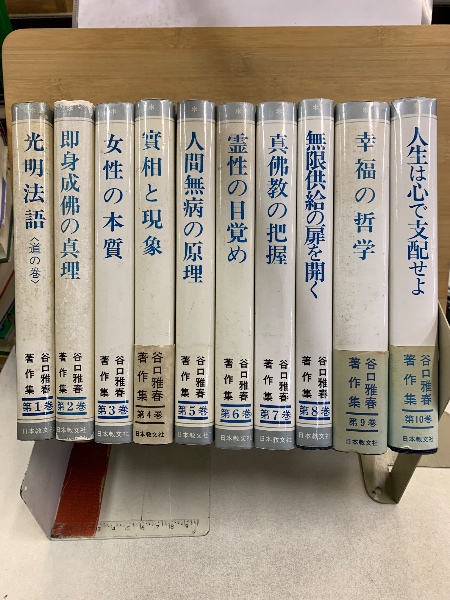 光明法語
〈道の巻〉
谷口雅春
著作集
第1巻
日本教文社
即身成佛の真理
谷口雅春
著作集
第2巻
日本教文社
女性の本質
谷口雅春
著作集
第3巻
日本教文社
實相と現象
谷口雅春
著作集
第4巻
日本教文社
人間無病の原理
谷口雅春
著作集
第5巻
日本教文社
霊性の目覚め
谷口雅春
著作集
第6巻
日本教文社
真佛教の把握
谷口雅春
著作集
第7巻
日本教文社
無限供給の扉を開く
谷口雅春
著作集
第8巻
日本教文社
幸福の哲学
谷口雅春
著作集
第9巻
日本教文社
人生は心で支配せよ
谷口雅春
著作集
第10巻
日本教文社